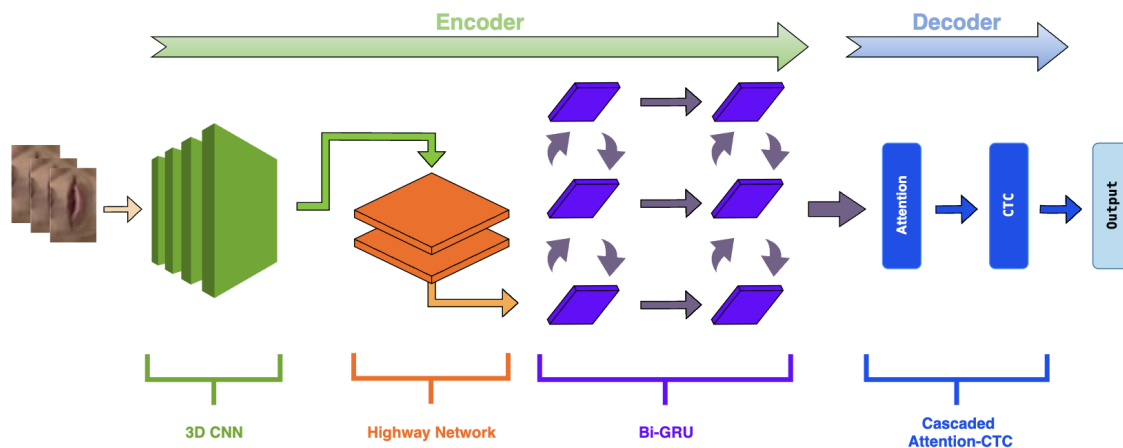 Encoder
Decoder
Attention
CTC
Output
3D CNN
Highway Network
Bi-GRU
Cascaded
Attention-CTC